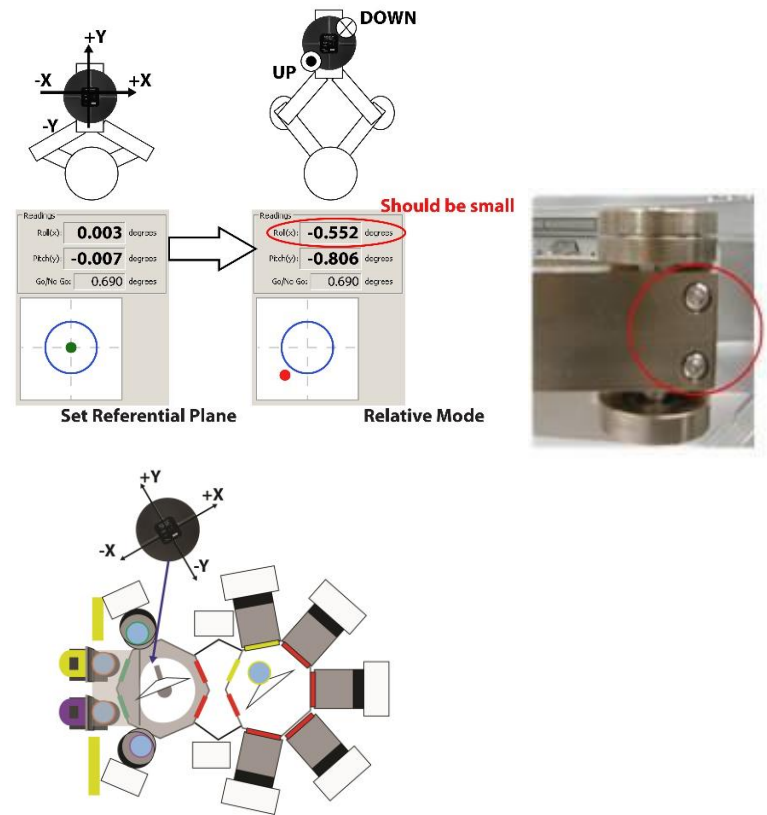 +Y
-X
+X
-Y
DOWN
UP
Should be small
Readings
Roll(x): 0.003 degrees
Pitch(y): -0.007 degrees
Go/No Go: 0.690 degrees
Readings
Roll(x): -0.552 degrees
Pitch(y): -0.806 degrees
Go/No Go: 0.690 degrees
Set Referential Plane
Relative Mode
+Y
+X
-X
-Y